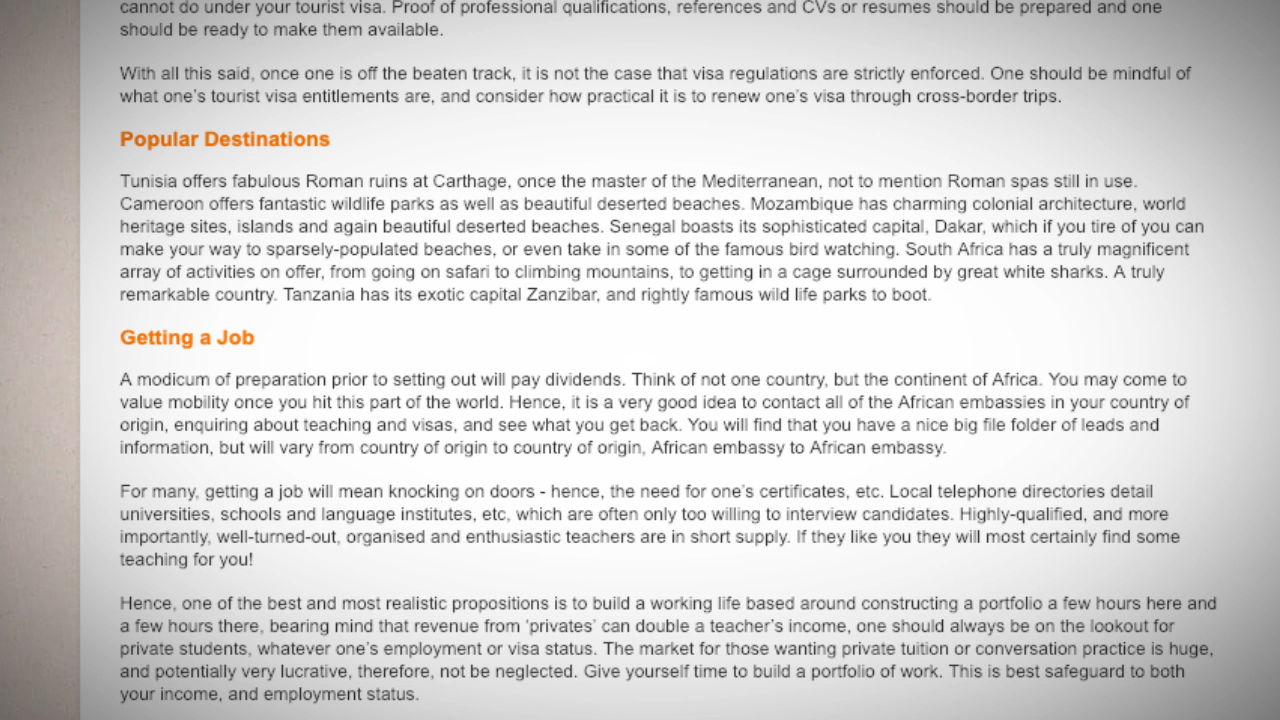 cannot do under your tourist visa. Proof of professional qualifications, references and CVs or resumes should be prepared and one
should be ready to make them available.
With all this said, once one is off the beaten track, it is not the case that visa regulations are strictly enforced. One should be mindful of
what one's tourist visa entitlements are, and consider how practical it is to renew one's visa through cross-border trips.
Popular Destinations
Tunisia offers fabulous Roman ruins at Carthage, once the master of the Mediterranean, not to mention Roman spas still in use.
Cameroon offers fantastic wildlife parks as well as beautiful deserted beaches. Mozambique has charming colonial architecture, world
heritage sites, islands and again beautiful deserted beaches. Senegal boasts its sophisticated capital, Dakar, which if you tire of you can
make your way to sparsely-populated beaches, or even take in some of the famous bird watching. South Africa has a truly magnificent
array of activities on offer, from going on safari to climbing mountains, to getting in a cage surrounded by great white sharks. A truly
remarkable country. Tanzania has its exotic capital Zanzibar, and rightly famous wild life parks to boot.
Getting a Job
A modicum of preparation prior to setting out will pay dividends. Think of not one country, but the continent of Africa. You may come to
value mobility once you hit this part of the world. Hence, it is a very good idea to contact all of the African embassies in your country of
origin, enquiring about teaching and visas, and see what you get back. You will find that you have a nice big file folder of leads and
information, but will vary from country of origin to country of origin, African embassy to African embassy.
For many, getting a job will mean knocking on doors - hence, the need for one's certificates, etc. Local telephone directories detail
universities, schools and language institutes, etc, which are often only too willing to interview candidates. Highly-qualified, and more
importantly, well-turned-out, organised and enthusiastic teachers are in short supply. If they like you they will most certainly find some
teaching for you!
Hence, one of the best and most realistic propositions is to build a working life based around constructing a portfolio a few hours here and
a few hours there, bearing mind that revenue from 'privates' can double a teacher's income, one should always be on the lookout for
private students, whatever one's employment or visa status. The market for those wanting private tuition or conversation practice is huge,
and potentially very lucrative, therefore, not be neglected. Give yourself time to build a portfolio of work. This is best safeguard to both
your income, and employment status.